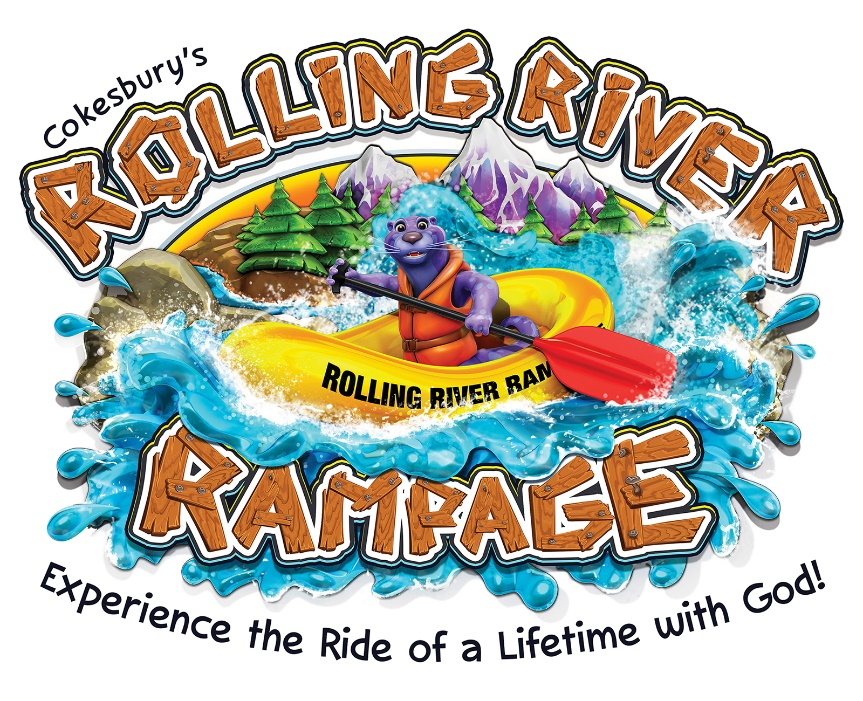 Cokesbury's
ROLLING RIVER
ROLLING RIVER RAM
RAMPAGE
Experience the Ride of a Lifetime with God!